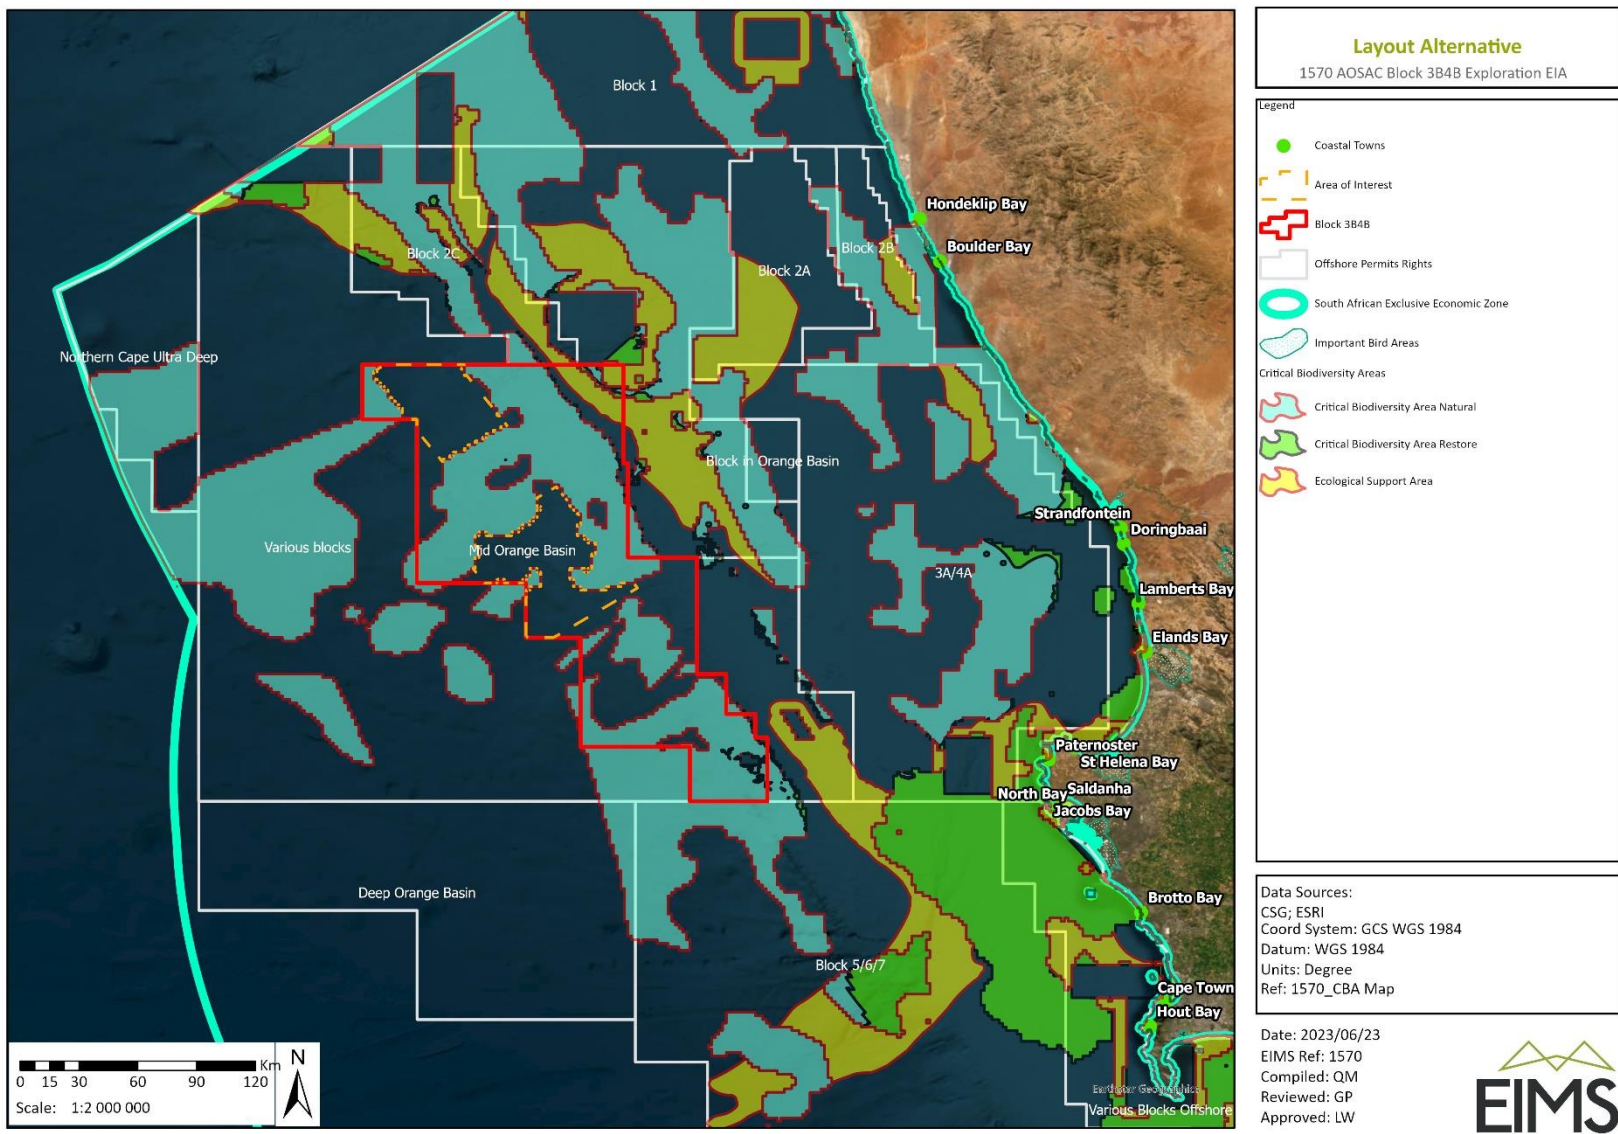 Block 1
Hondeklip Bay
Boulder Bay
Block 2C
Block 2B
Block 2A
Northern Cape Ultra Deep
Block in Orange Basin
Strandfontein
Doringbaai
Various blocks
Mid Orange Basin
3A/4A
Lamberts Bay
Elands Bay
Paternoster
St Helena Bay
North Bay
Saldanha
Jacobs Bay
Deep Orange Basin
Brotto Bay
Block 5/6/7
Cape Town
Hout Bay
Earthstar Geographics
Various Blocks Offshore
Km
N
0 15 30 60 90 120
Scale: 1:2 000 000
Layout Alternative
1570 AOSAC Block 3B4B Exploration EIA
Legend
Coastal Towns
Area of Interest
Block 3B4B
Offshore Permits Rights
South African Exclusive Economic Zone
Important Bird Areas
Critical Biodiversity Areas
Critical Biodiversity Area Natural
Critical Biodiversity Area Restore
Ecological Support Area
Data Sources:
CSG; ESRI
Coord System: GCS WGS 1984
Datum: WGS 1984
Units: Degree
Ref: 1570_CBA Map
Date: 2023/06/23
EIMS Ref: 1570
Compiled: QM
Reviewed: GP
Approved: LW
EIMS